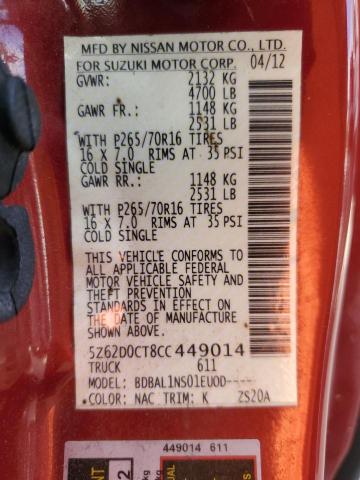 MFD BY NISSAN MOTOR CO., LTD.
FOR SUZUKI MOTOR CORP. 04/12
GVWR: 2132 KG
4700 LB
GAWR FR.: 1148 KG
2531 LB
WITH P265/70R16 TIRES
16 X 7.0 RIMS AT 35 PSI
COLD SINGLE
GAWR RR.: 1148 KG
2531 LB
WITH P265/70R16 TIRES
16 X 7.0 RIMS AT 35 PSI
COLD SINGLE
THIS VEHICLE CONFORMS TO
ALL APPLICABLE FEDERAL
MOTOR VEHICLE SAFETY
AND THEFT PREVENTION
STANDARDS IN EFFECT ON
THE DATE OF MANUFACTURE
SHOWN ABOVE.
5Z62D0CT8CC449014
TRUCK 611
MODEL: BDBAL1NS01EUOD-----
COLOR: NAC TRIM: K ZS20A
449014 611